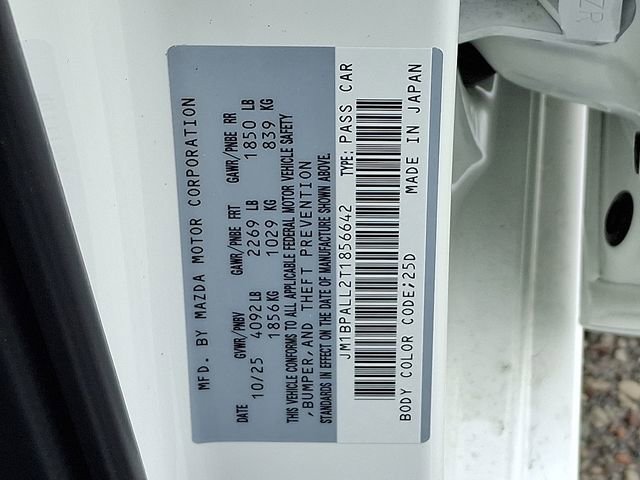 MFD. BY MAZDA MOTOR CORPORATION
DATE GVWR/PNBV GAWR/PNBE FRT GAWR/PNBE RR
10/25 4092LB 2269 LB 1850 LB
1856KG 1029 KG 839 KG
THIS VEHICLE CONFORMS TO ALL APPLICABLE FEDERAL MOTOR VEHICLE SAFETY
,BUMPER,AND THEFT PREVENTION
STANDARDS IN EFFECT ON THE DATE OF MANUFACTURE SHOWN ABOVE.
JM1BPALL2T1856642 TYPE: PASS CAR
BODY COLOR CODE;25D MADE IN JAPAN